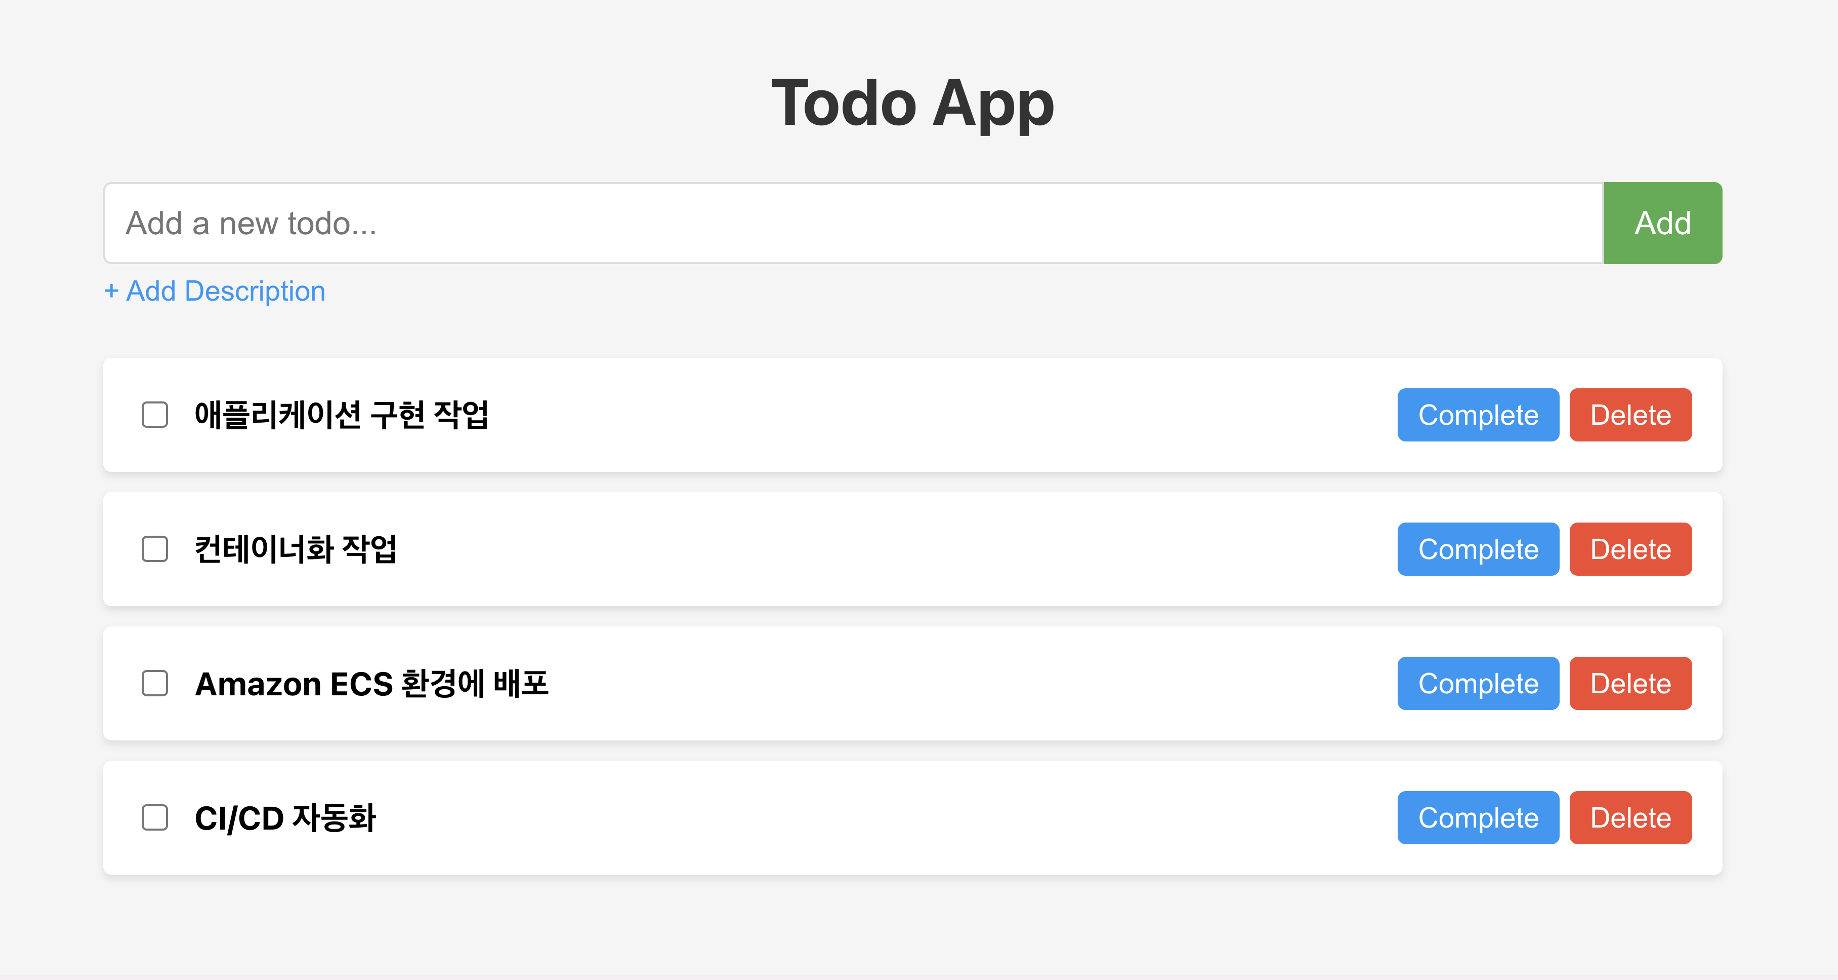 Todo App
Add a new todo...
Add
+ Add Description
애플리케이션 구현 작업
Complete
Delete
컨테이너화 작업
Complete
Delete
Amazon ECS 환경에 배포
Complete
Delete
CI/CD 자동화
Complete
Delete